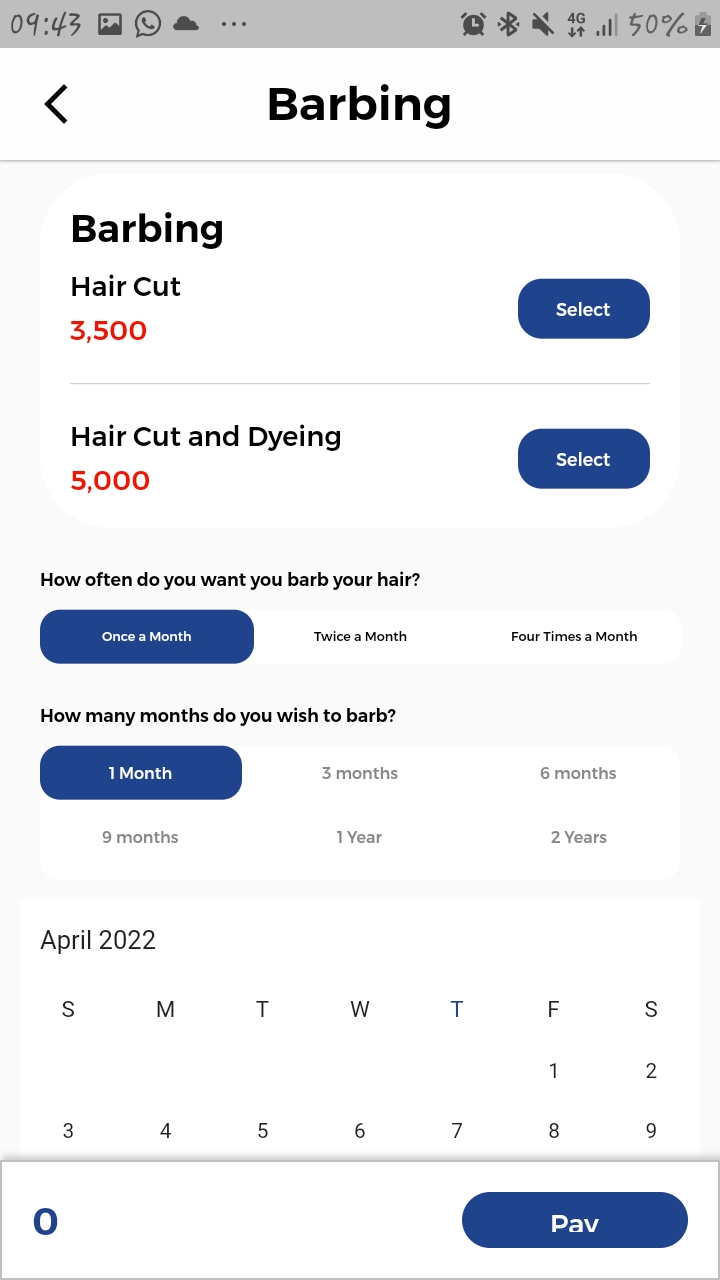 09:43 4G 50%
Barbing
Barbing
Hair Cut
3,500
Select
Hair Cut and Dyeing
5,000
Select
How often do you want you barb your hair?
Once a Month Twice a Month Four Times a Month
How many months do you wish to barb?
1 Month 3 months 6 months
9 months 1 Year 2 Years
April 2022
S M T W T F S
1 2
3 4 5 6 7 8 9
0 Pay